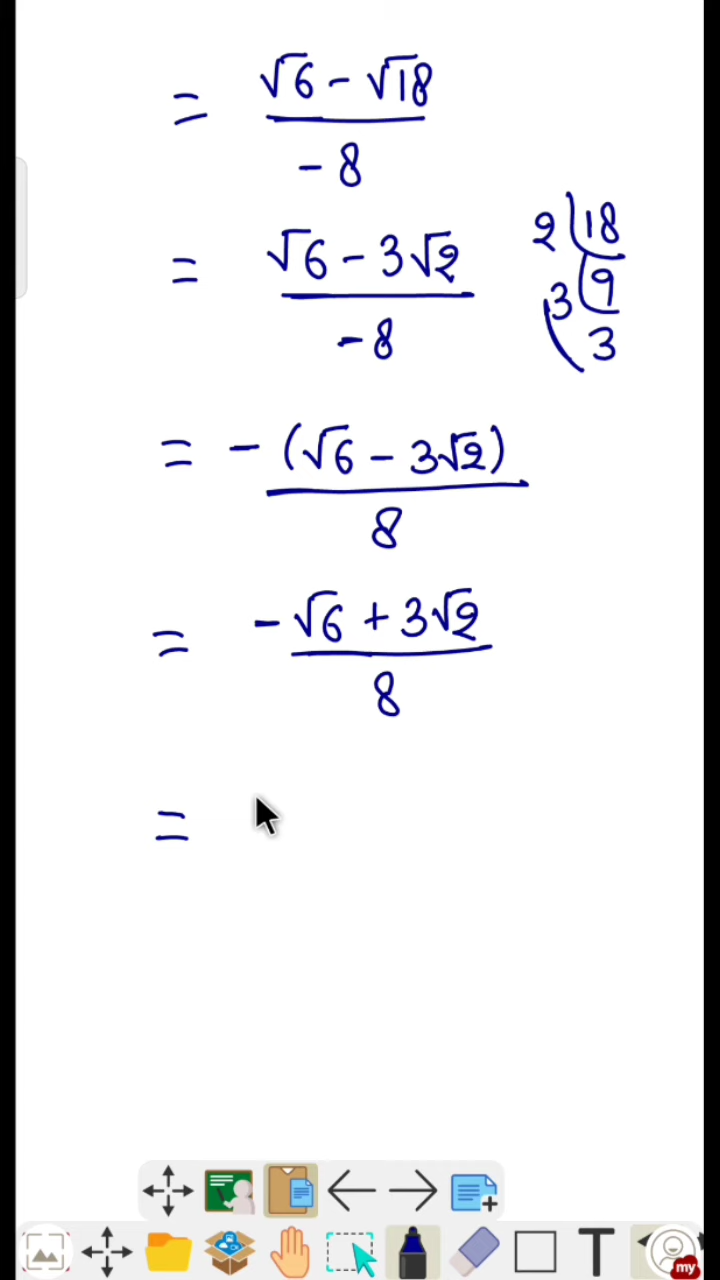 = (√6 - √18) / -8
= (√6 - 3√2) / -8
2 | 18
3 | 9
3
= -(√6 - 3√2) / 8
= (-√6 + 3√2) / 8
=
T
my